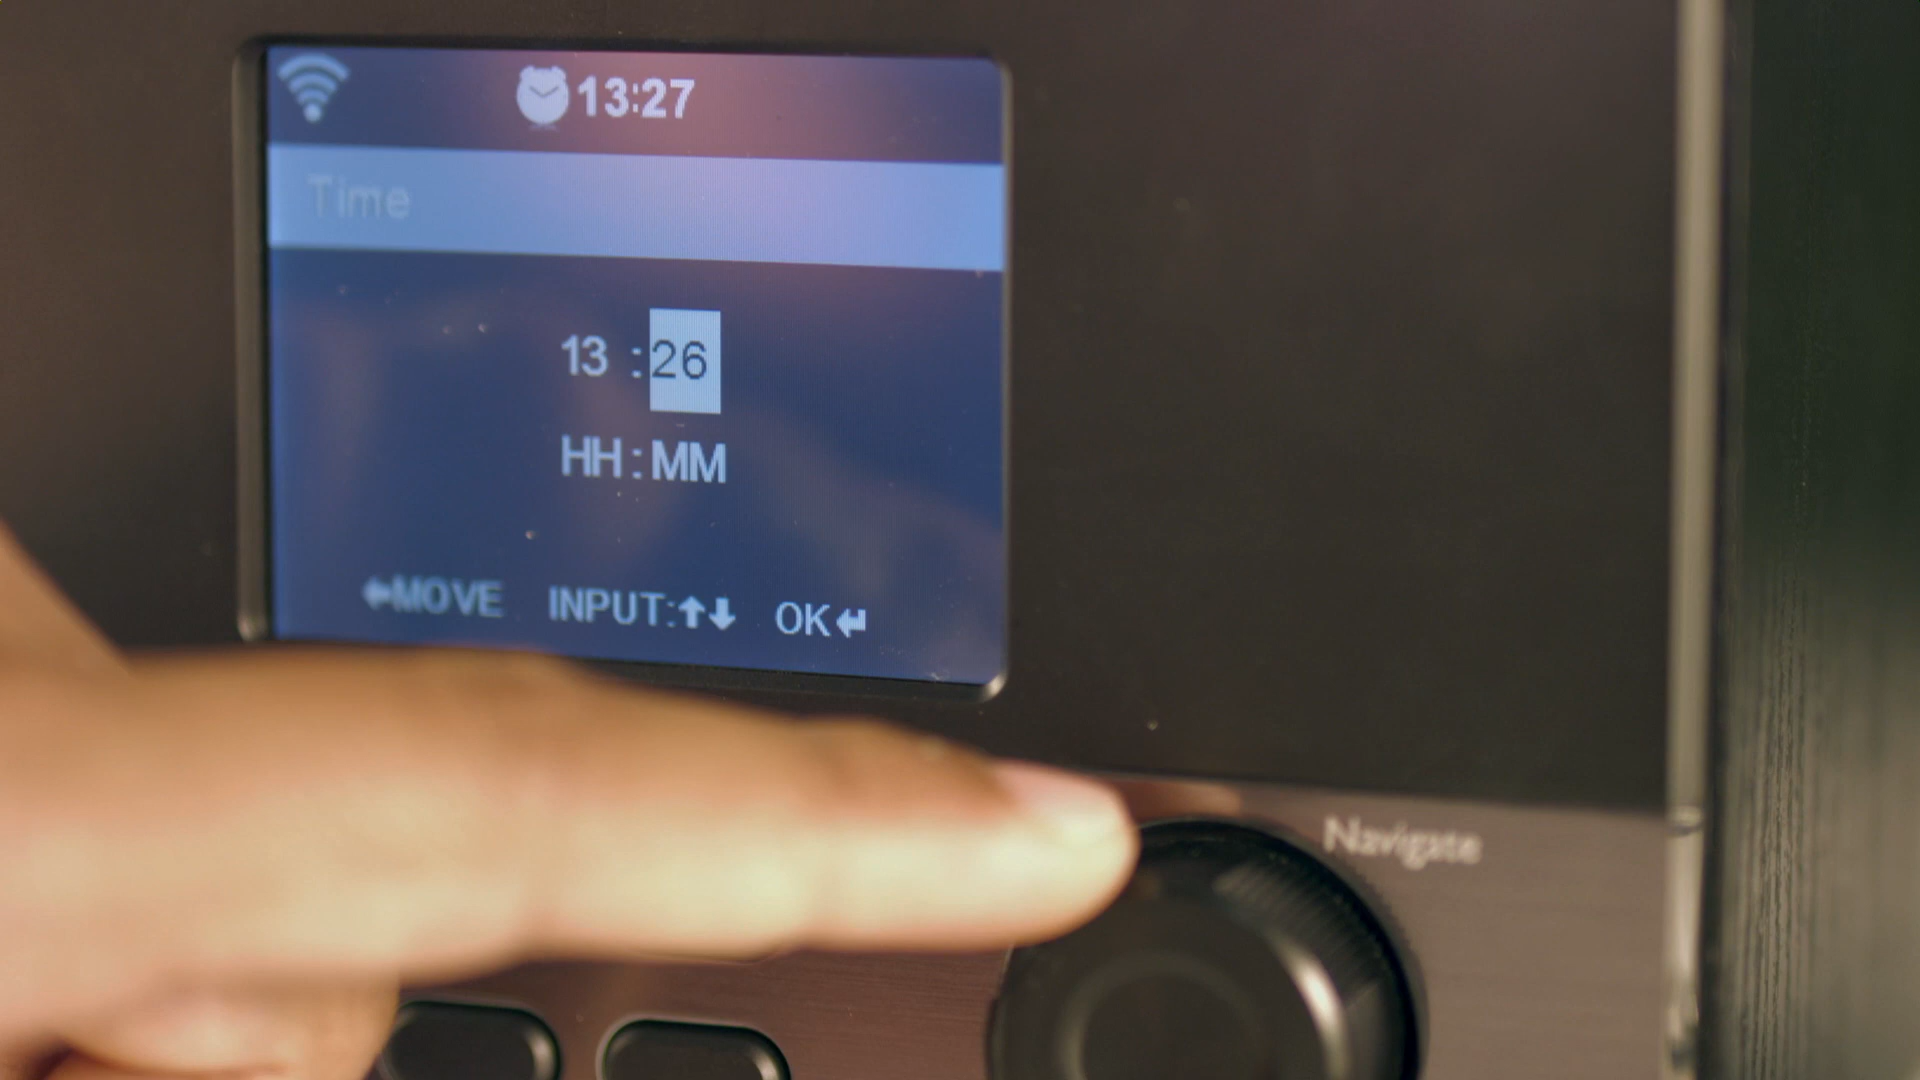 13:27
Time
13 : 26
HH : MM
MOVE INPUT: OK
Navigate